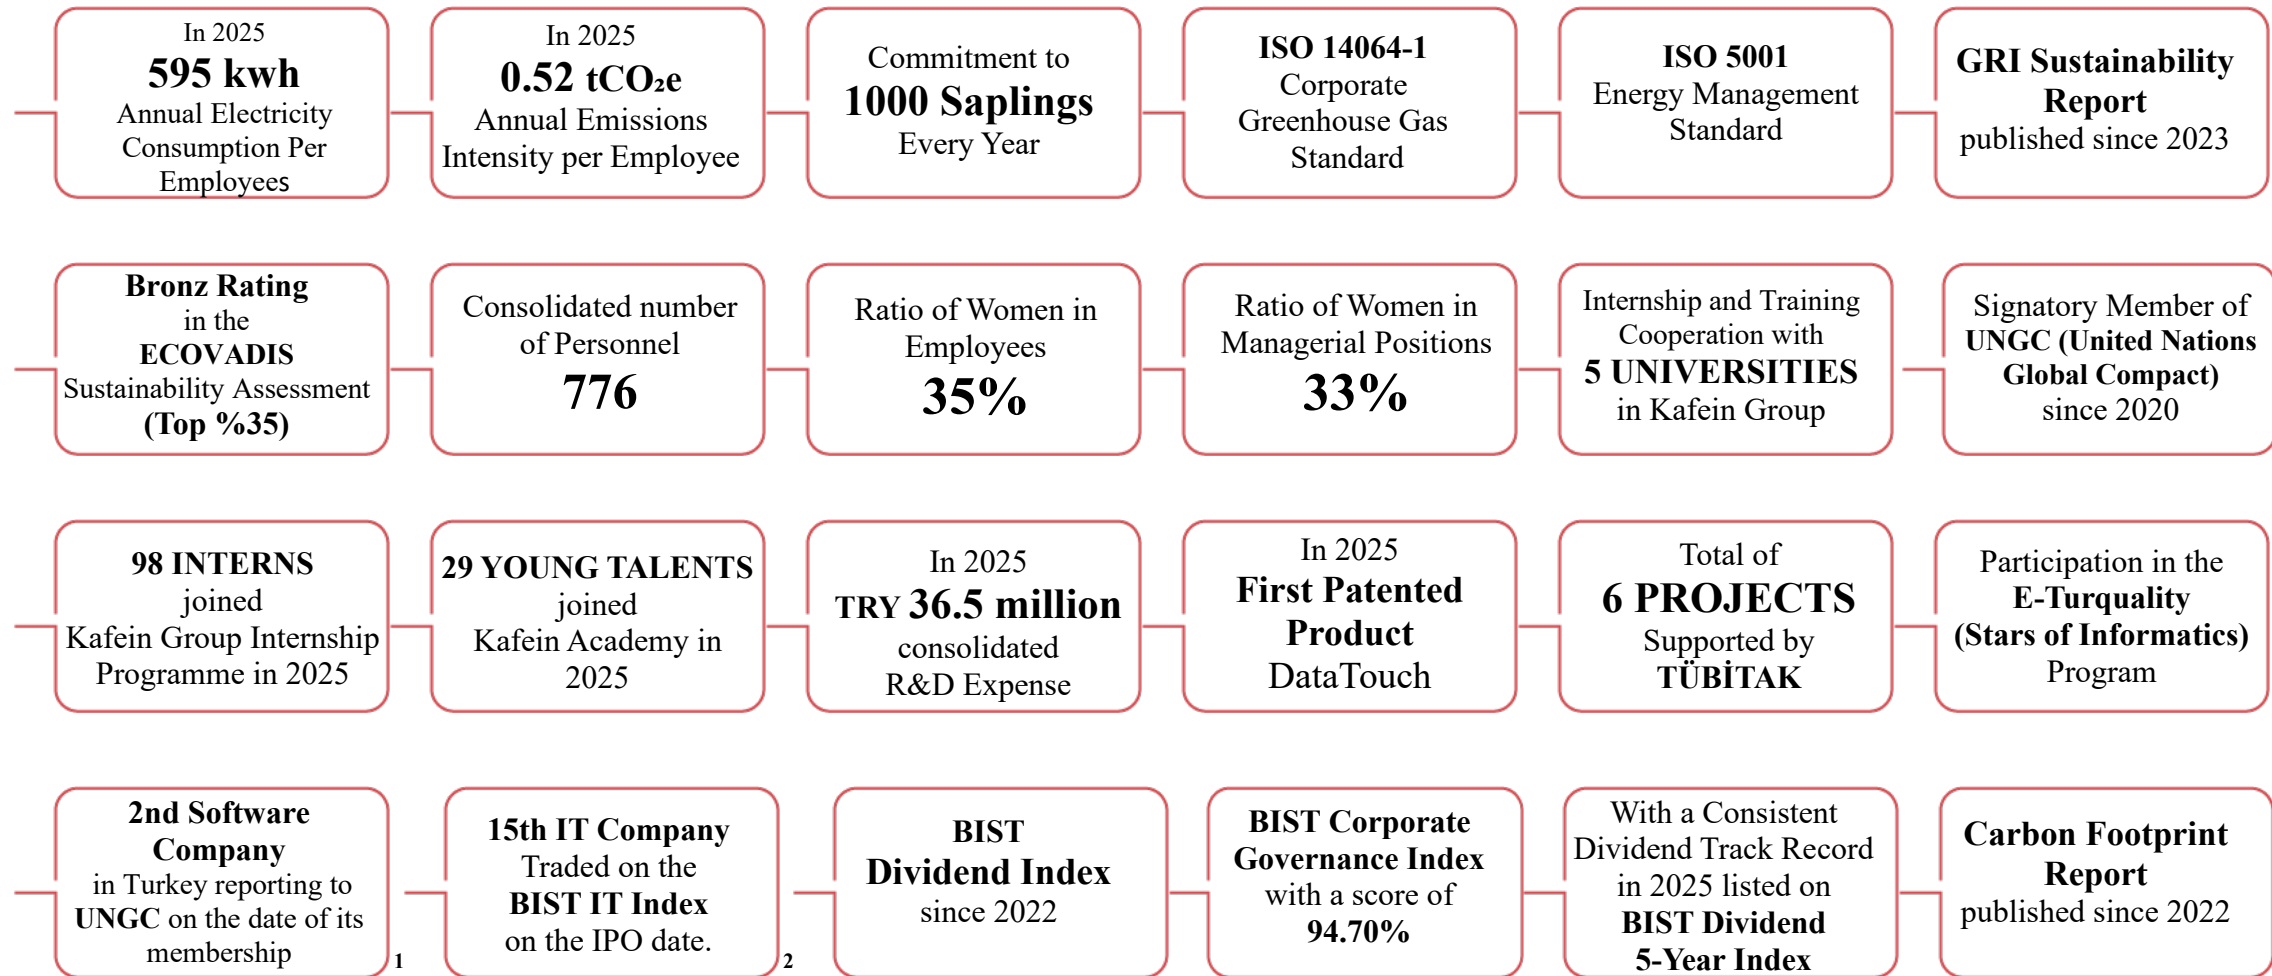 In 2025
595 kwh
Annual Electricity
Consumption Per
Employees
In 2025
0.52 tCO₂e
Annual Emissions
Intensity per Employee
Commitment to
1000 Saplings
Every Year
ISO 14064-1
Corporate
Greenhouse Gas
Standard
ISO 5001
Energy Management
Standard
GRI Sustainability
Report
published since 2023
Bronz Rating
in the
ECOVADIS
Sustainability Assessment
(Top %35)
Consolidated number
of Personnel
776
Ratio of Women in
Employees
35%
Ratio of Women in
Managerial Positions
33%
Internship and Training
Cooperation with
5 UNIVERSITIES
in Kafein Group
Signatory Member of
UNGC (United Nations
Global Compact)
since 2020
98 INTERNS
joined
Kafein Group Internship
Programme in 2025
29 YOUNG TALENTS
joined
Kafein Academy in
2025
In 2025
TRY 36.5 million
consolidated
R&D Expense
In 2025
First Patented
Product
DataTouch
Total of
6 PROJECTS
Supported by
TÜBİTAK
Participation in the
E-Turquality
(Stars of Informatics)
Program
2nd Software
Company
in Turkey reporting to
UNGC on the date of its
membership
1
15th IT Company
Traded on the
BIST IT Index
on the IPO date.
2
BIST
Dividend Index
since 2022
BIST Corporate
Governance Index
with a score of
94.70%
With a Consistent
Dividend Track Record
in 2025 listed on
BIST Dividend
5-Year Index
Carbon Footprint
Report
published since 2022